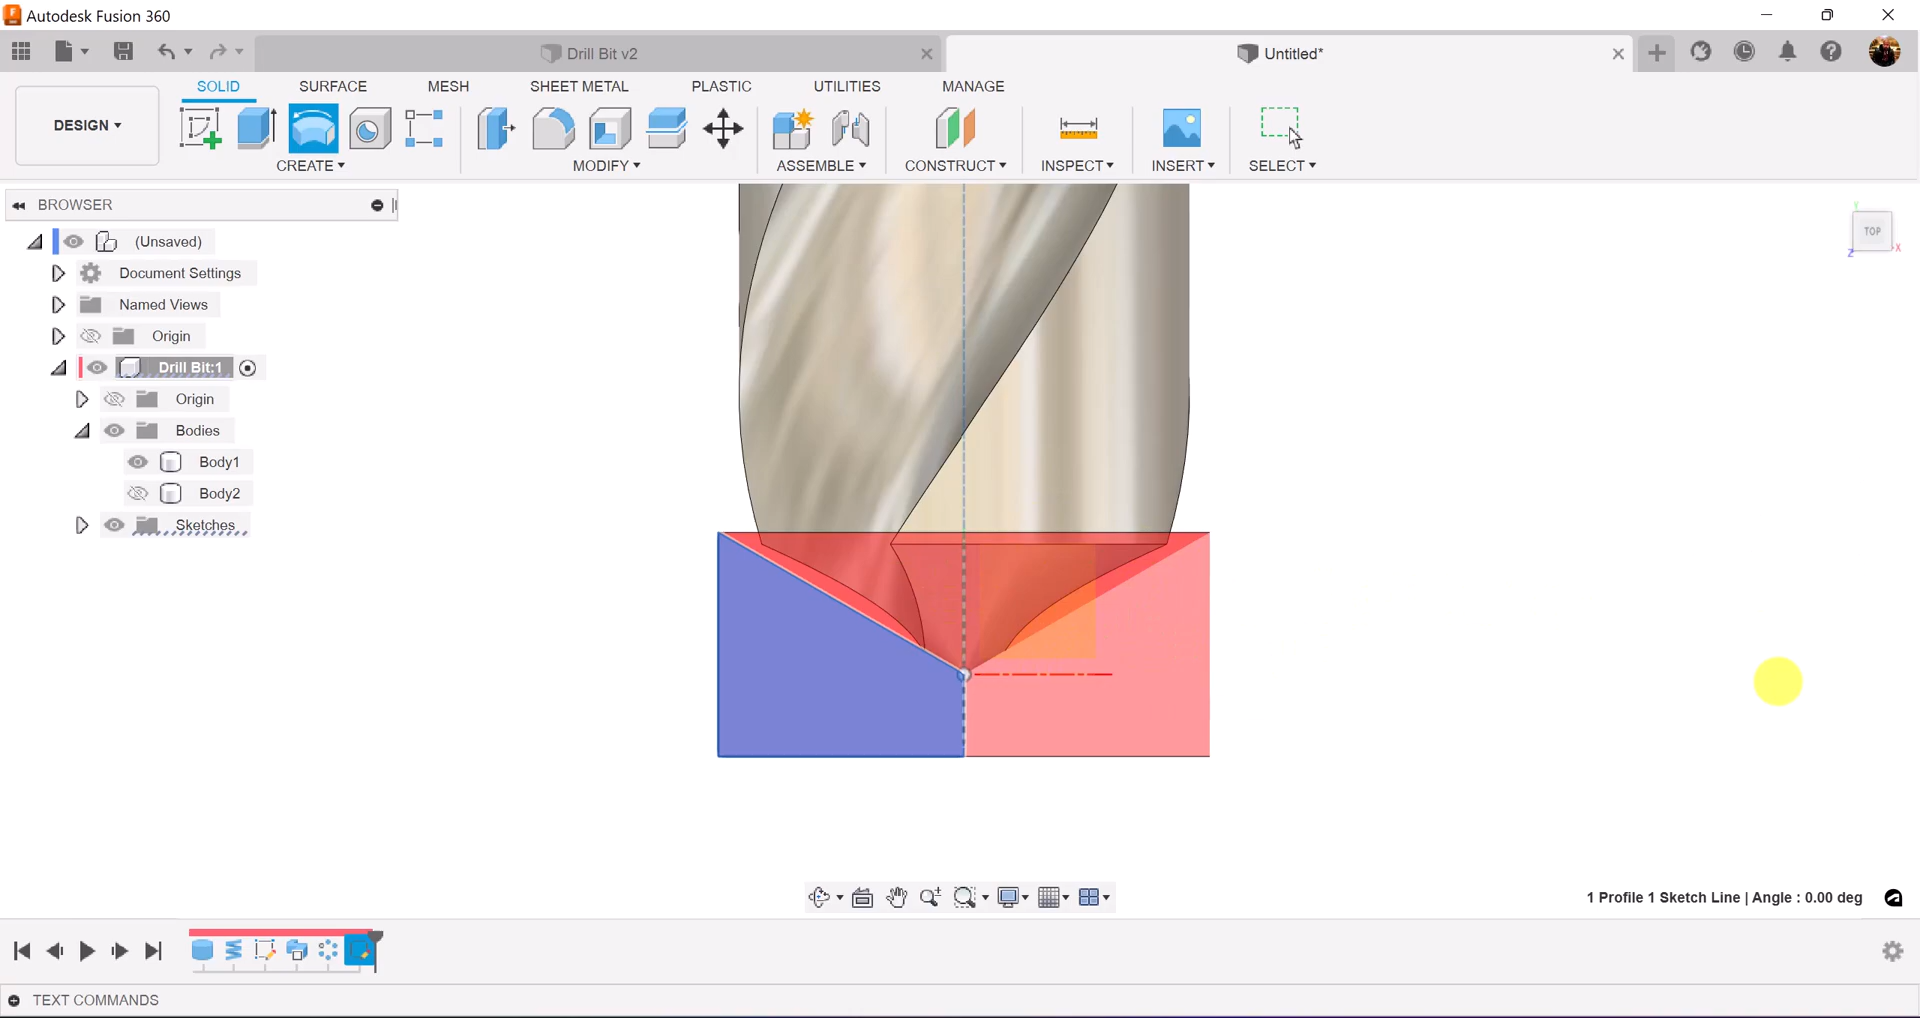 Autodesk Fusion 360
Drill Bit v2
Untitled*
SOLID SURFACE MESH SHEET METAL PLASTIC UTILITIES MANAGE
DESIGN
CREATE MODIFY ASSEMBLE CONSTRUCT INSPECT INSERT SELECT
BROWSER
(Unsaved)
Document Settings
Named Views
Origin
Drill Bit:1
Origin
Bodies
Body1
Body2
Sketches
Y
TOP
X
Z
1 Profile 1 Sketch Line | Angle : 0.00 deg
TEXT COMMANDS